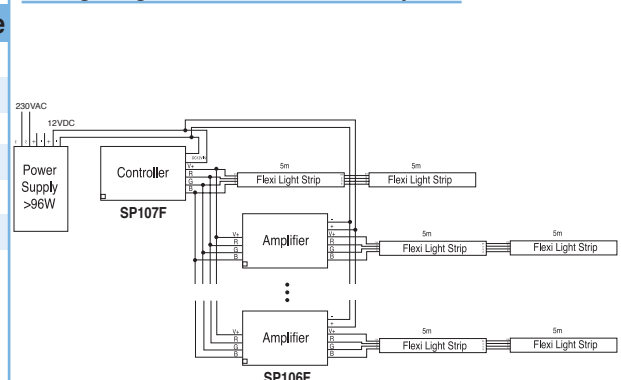 e
230VAC
12VDC
Power
Supply
>96W
Controller
SP107F
V+
R
G
B
5m
Flexi Light Strip
5m
Flexi Light Strip
V+
R
G
B
Amplifier
-
+
V+
R
G
B
5m
Flexi Light Strip
5m
Flexi Light Strip
V+
R
G
B
Amplifier
-
+
V+
R
G
B
5m
Flexi Light Strip
5m
Flexi Light Strip
SP106F